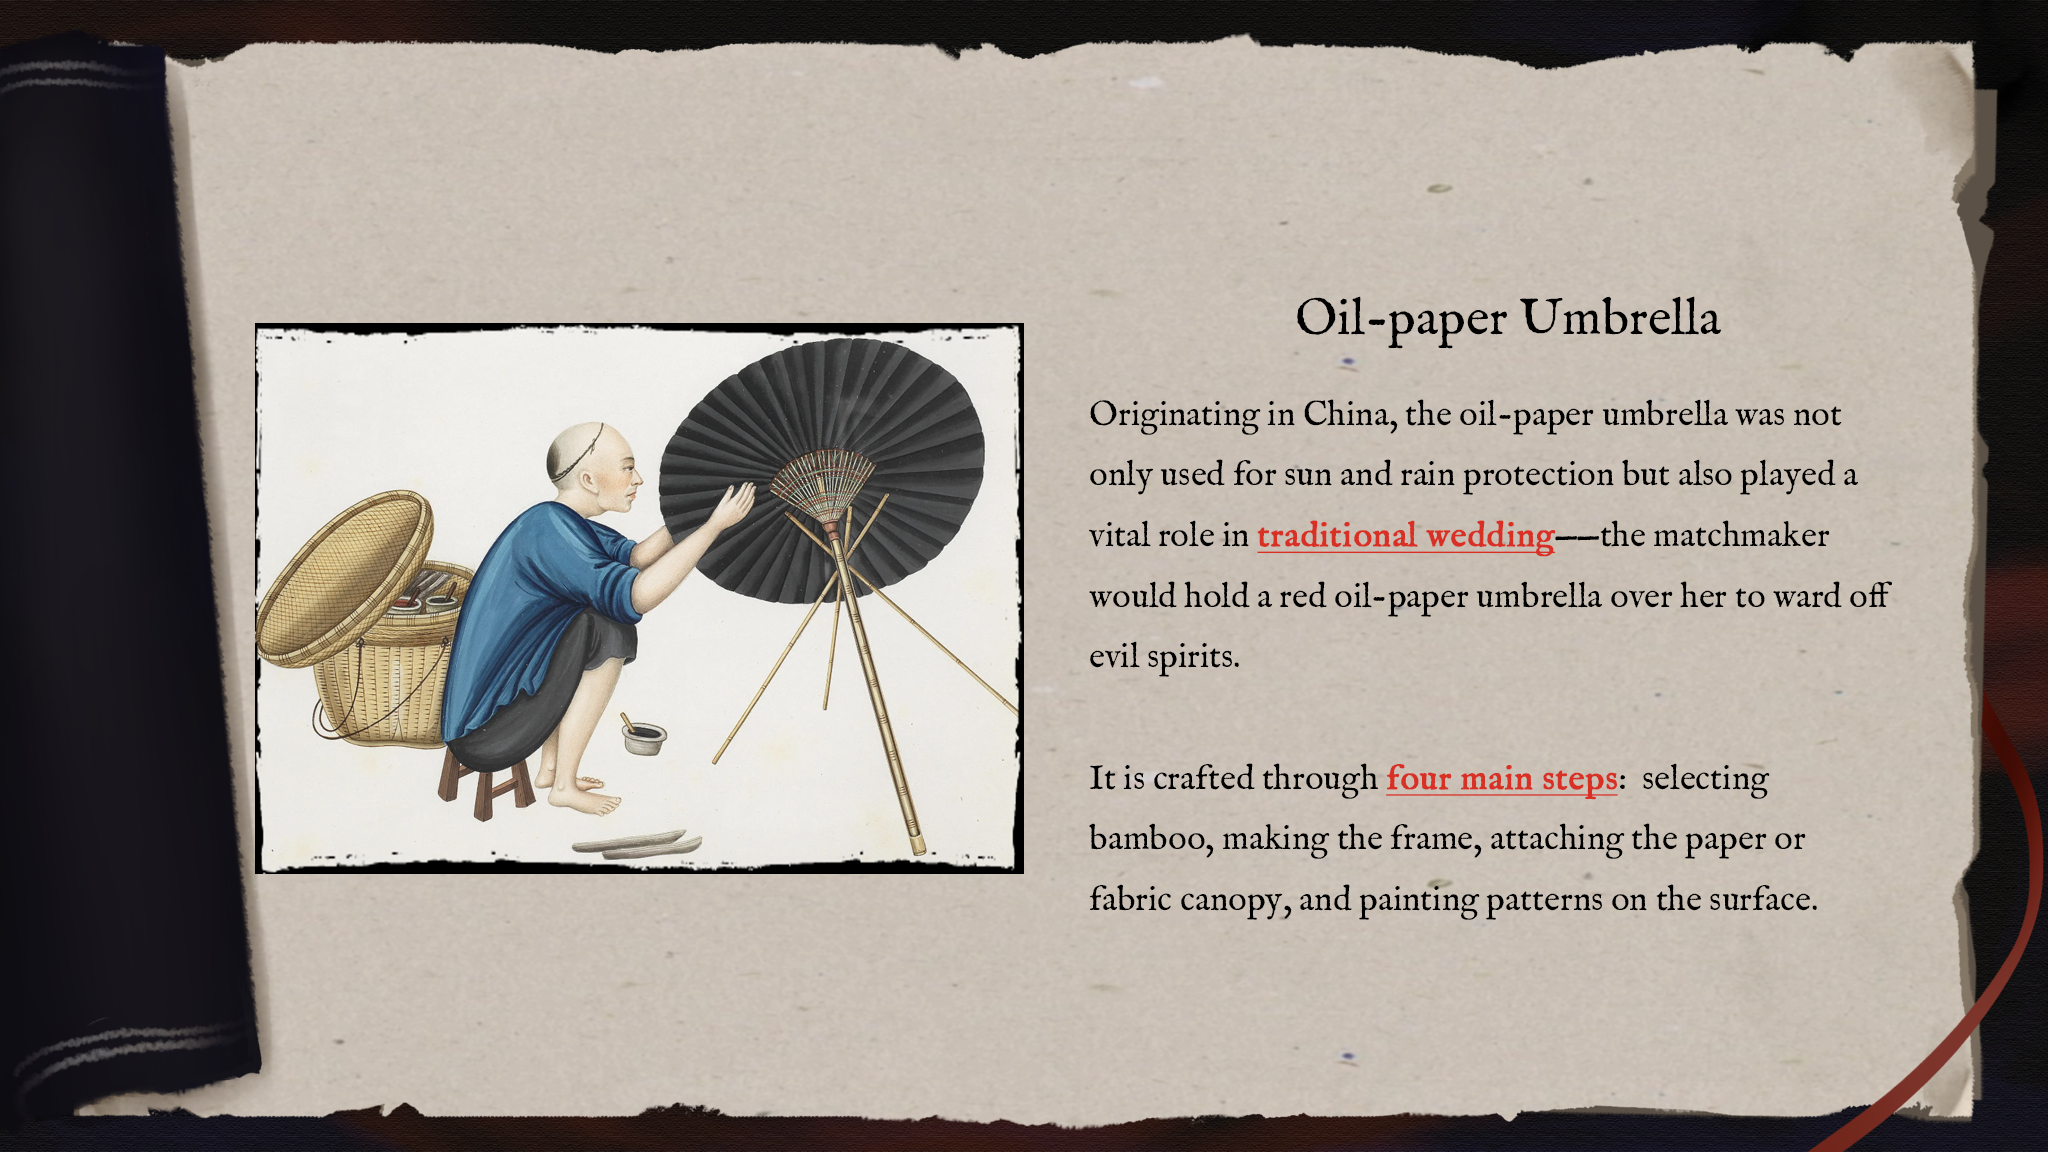 Oil-paper Umbrella
Originating in China, the oil-paper umbrella was not
only used for sun and rain protection but also played a
vital role in traditional wedding——the matchmaker
would hold a red oil-paper umbrella over her to ward off
evil spirits.
It is crafted through four main steps:  selecting
bamboo, making the frame, attaching the paper or
fabric canopy, and painting patterns on the surface.